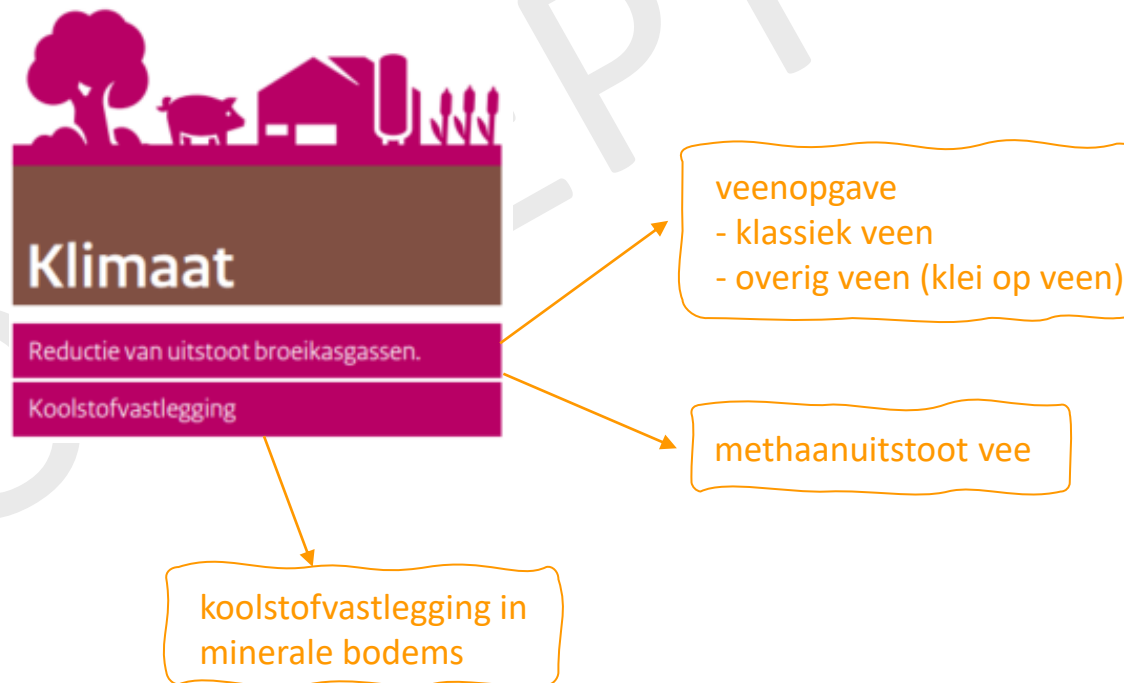 Klimaat
Reductie van uitstoot broeikasgassen.
Koolstofvastlegging
veenopgave
- klassiek veen
- overig veen (klei op veen)
methaanuitstoot vee
koolstofvastlegging in
minerale bodems